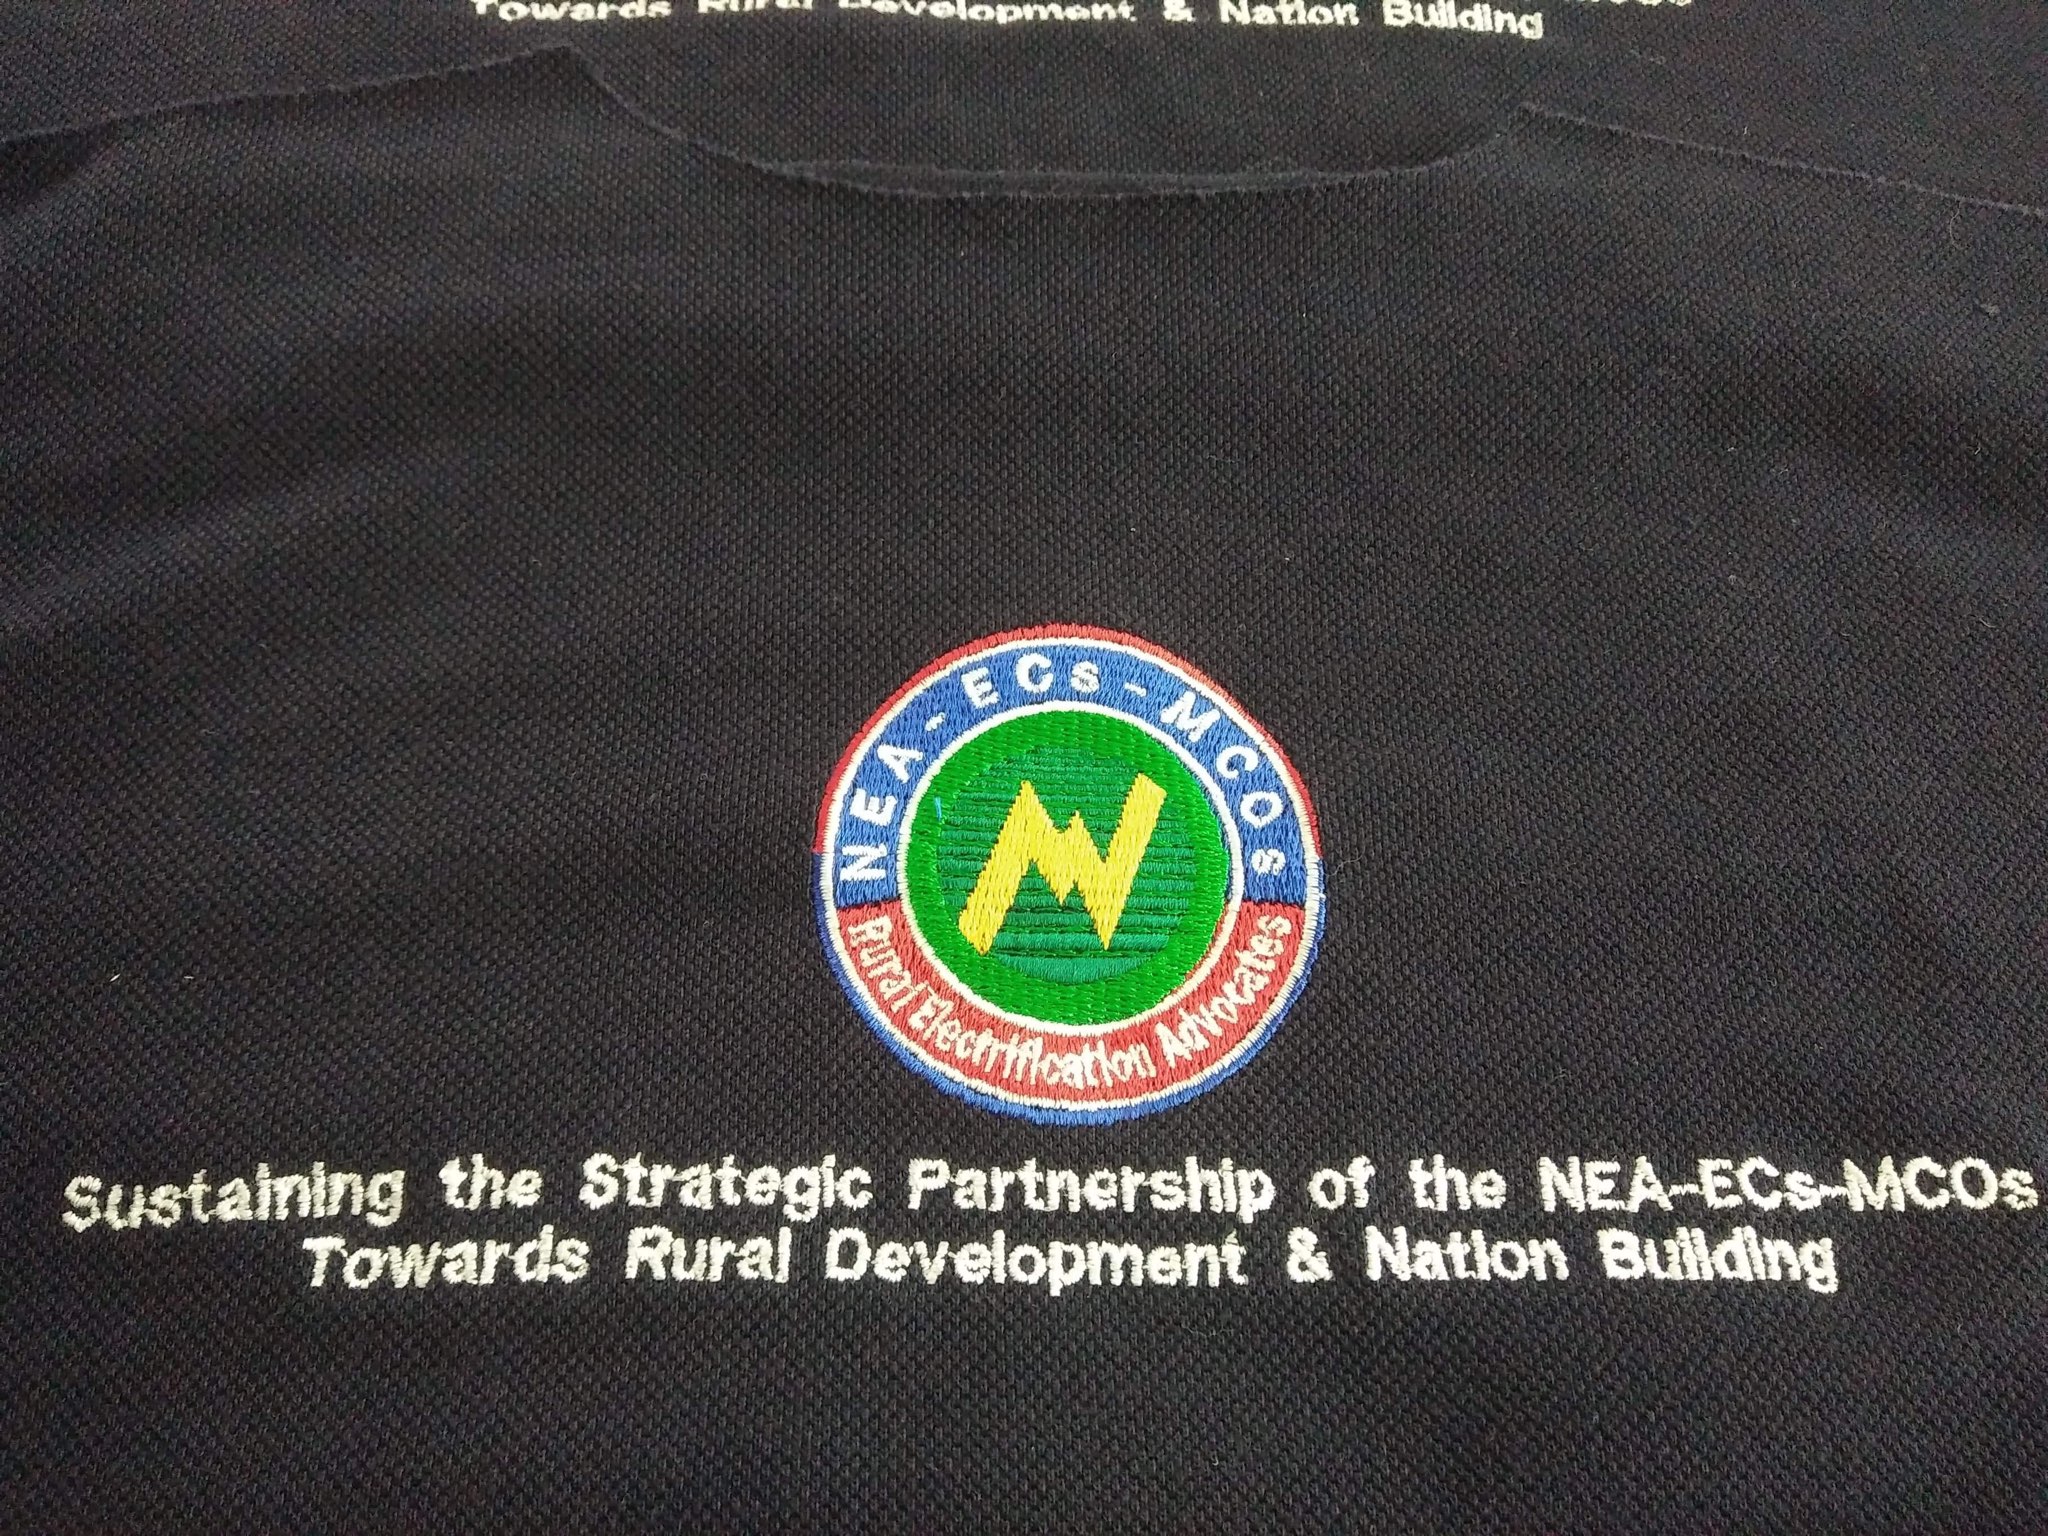 Towards Rural Development & Nation Building
NEA-ECs-MCOs
Rural Electrification Advocates
Sustaining the Strategic Partnership of the NEA-ECs-MCOs
Towards Rural Development & Nation Building